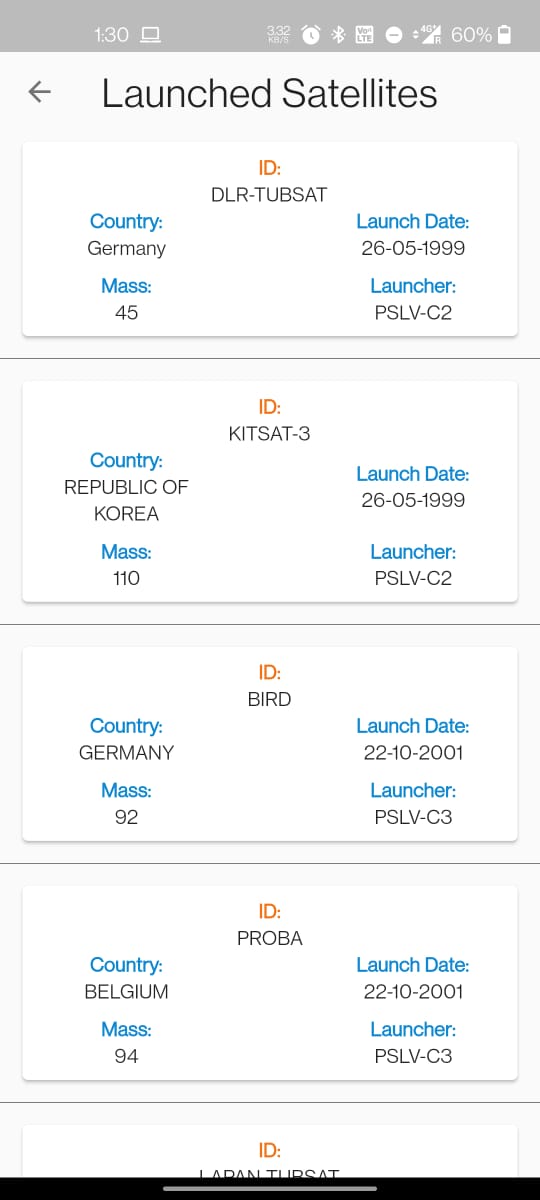 1:30
3.32
KB/S
Vo))
LTE
4G
R
60%
Launched Satellites
ID:
DLR-TUBSAT
Country:
Launch Date:
Germany
26-05-1999
Mass:
Launcher:
45
PSLV-C2
ID:
KITSAT-3
Country:
Launch Date:
REPUBLIC OF
KOREA
26-05-1999
Mass:
Launcher:
110
PSLV-C2
ID:
BIRD
Country:
Launch Date:
GERMANY
22-10-2001
Mass:
Launcher:
92
PSLV-C3
ID:
PROBA
Country:
Launch Date:
BELGIUM
22-10-2001
Mass:
Launcher:
94
PSLV-C3
ID:
LAPAN TUBSAT